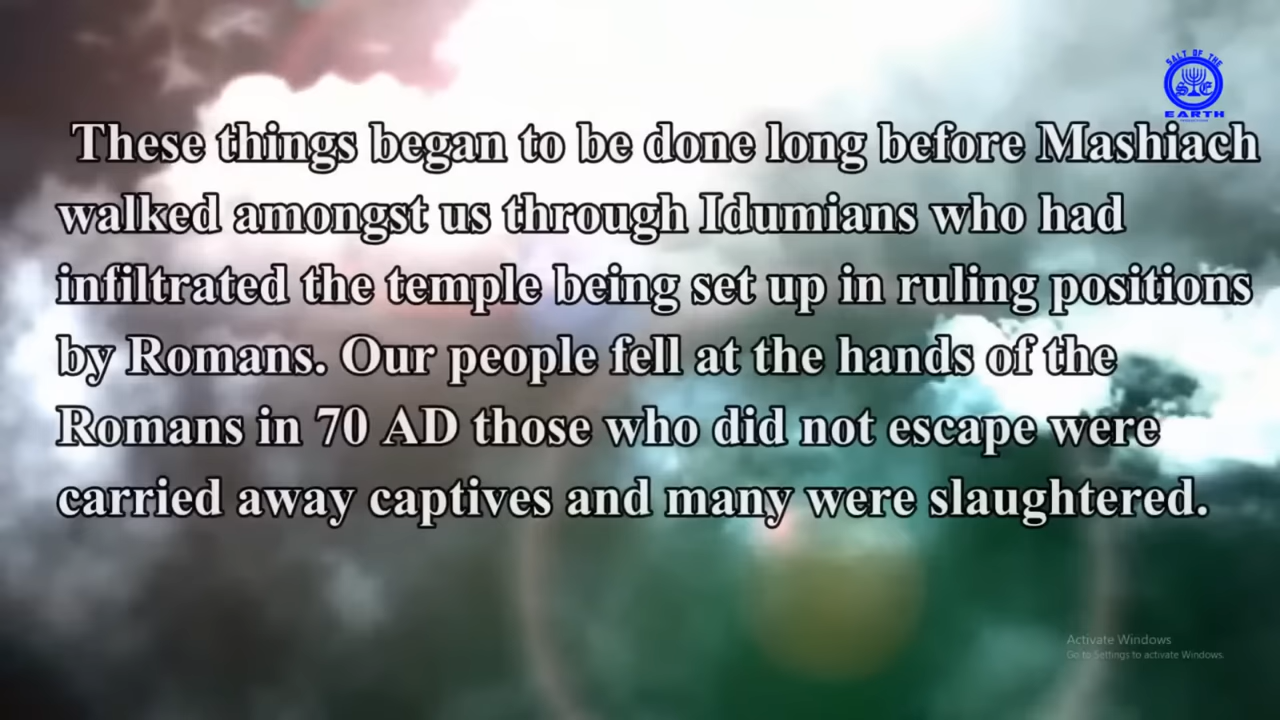 SALT OF THE
S E
EARTH
These things began to be done long before Mashiach
walked amongst us through Idumians who had
infiltrated the temple being set up in ruling positions
by Romans. Our people fell at the hands of the
Romans in 70 AD those who did not escape were
carried away captives and many were slaughtered.
Activate Windows
Go to Settings to activate Windows.